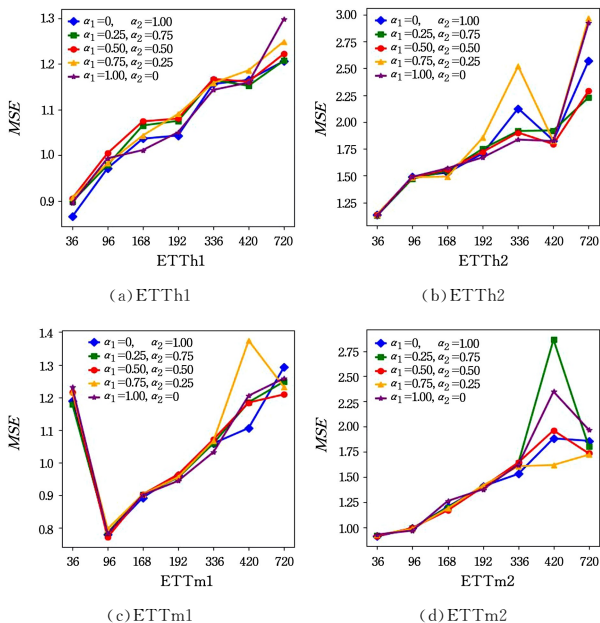 α1=0, α2=1.00
α1=0.25, α2=0.75
α1=0.50, α2=0.50
α1=0.75, α2=0.25
α1=1.00, α2=0
1.3
1.2
1.1
1.0
0.9
MSE
36 96 168 192 336 420 720
ETTh1
(a)ETTh1
α1=0, α2=1.00
α1=0.25, α2=0.75
α1=0.50, α2=0.50
α1=0.75, α2=0.25
α1=1.00, α2=0
3.00
2.75
2.50
2.25
2.00
1.75
1.50
1.25
MSE
36 96 168 192 336 420 720
ETTh2
(b)ETTh2
α1=0, α2=1.00
α1=0.25, α2=0.75
α1=0.50, α2=0.50
α1=0.75, α2=0.25
α1=1.00, α2=0
1.4
1.3
1.2
1.1
1.0
0.9
0.8
MSE
36 96 168 192 336 420 720
ETTm1
(c)ETTm1
α1=0, α2=1.00
α1=0.25, α2=0.75
α1=0.50, α2=0.50
α1=0.75, α2=0.25
α1=1.00, α2=0
2.75
2.50
2.25
2.00
1.75
1.50
1.25
1.00
MSE
36 96 168 192 336 420 720
ETTm2
(d)ETTm2